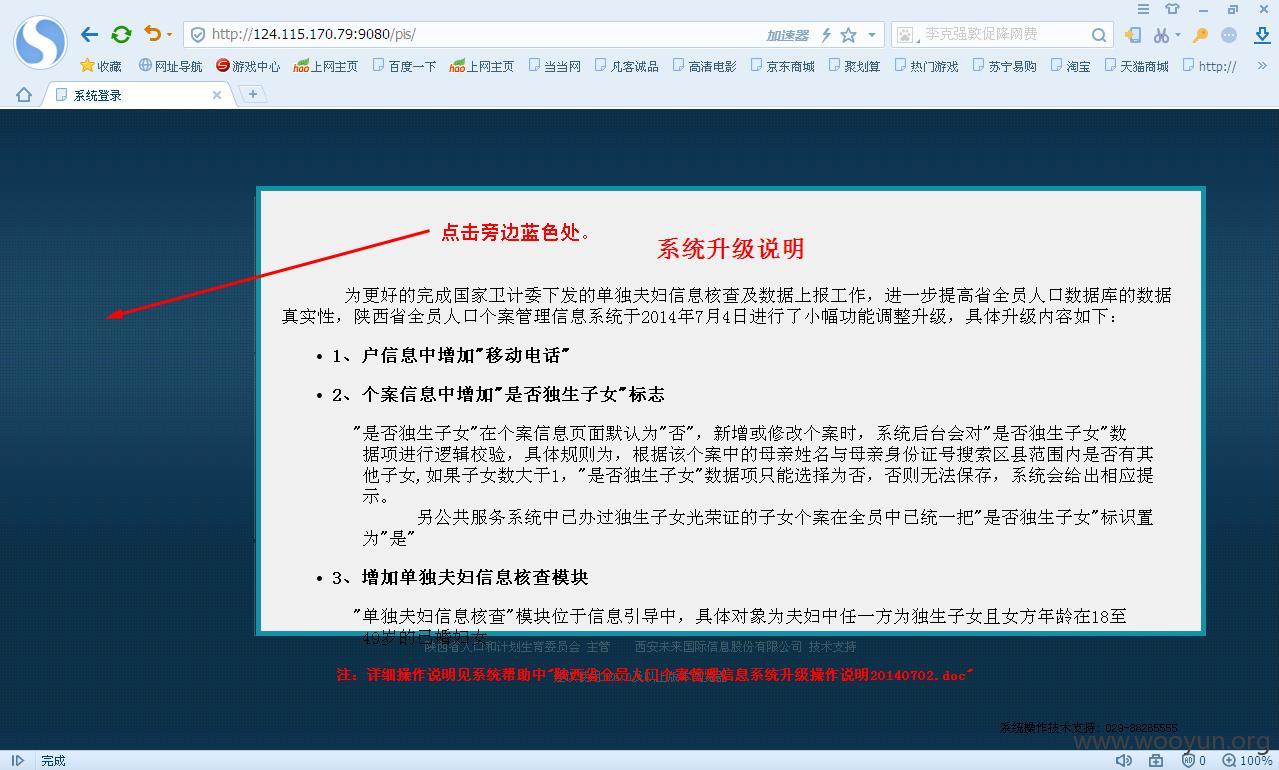 http://124.115.170.79:9080/pis/
加速器
李克强敦促降网费
收藏 网址导航 游戏中心 上网主页 百度一下 上网主页 当当网 凡客诚品 高清电影 京东商城 聚划算 热门游戏 苏宁易购 淘宝 天猫商城 http://
系统登录
点击旁边蓝色处。
系统升级说明
为更好的完成国家卫计委下发的单独夫妇信息核查及数据上报工作，进一步提高省全员人口数据库的数据
真实性，陕西省全员人口个案管理信息系统于2014年7月4日进行了小幅功能调整升级，具体升级内容如下：
• 1、户信息中增加"移动电话"
• 2、个案信息中增加"是否独生子女"标志
"是否独生子女"在个案信息页面默认为"否"，新增或修改个案时，系统后台会对"是否独生子女"数
据项进行逻辑校验，具体规则为，根据该个案中的母亲姓名与母亲身份证号搜索区县范围内是否有其
他子女,如果子女数大于1，"是否独生子女"数据项只能选择为否，否则无法保存，系统会给出相应提
示。
另公共服务系统中已办过独生子女光荣证的子女个案在全员中已统一把"是否独生子女"标识置
为"是"
• 3、增加单独夫妇信息核查模块
"单独夫妇信息核查"模块位于信息引导中，具体对象为夫妇中任一方为独生子女且女方年龄在18至
49岁的已婚妇女
陕西省人口和计划生育委员会 主管 西安未来国际信息股份有限公司 技术支持
注：详细操作说明见系统帮助中"陕西省全员人口个案管理信息系统升级操作说明20140702.doc"
系统操作技术支持：029-88285555
www.wooyun.org
完成
0
100%